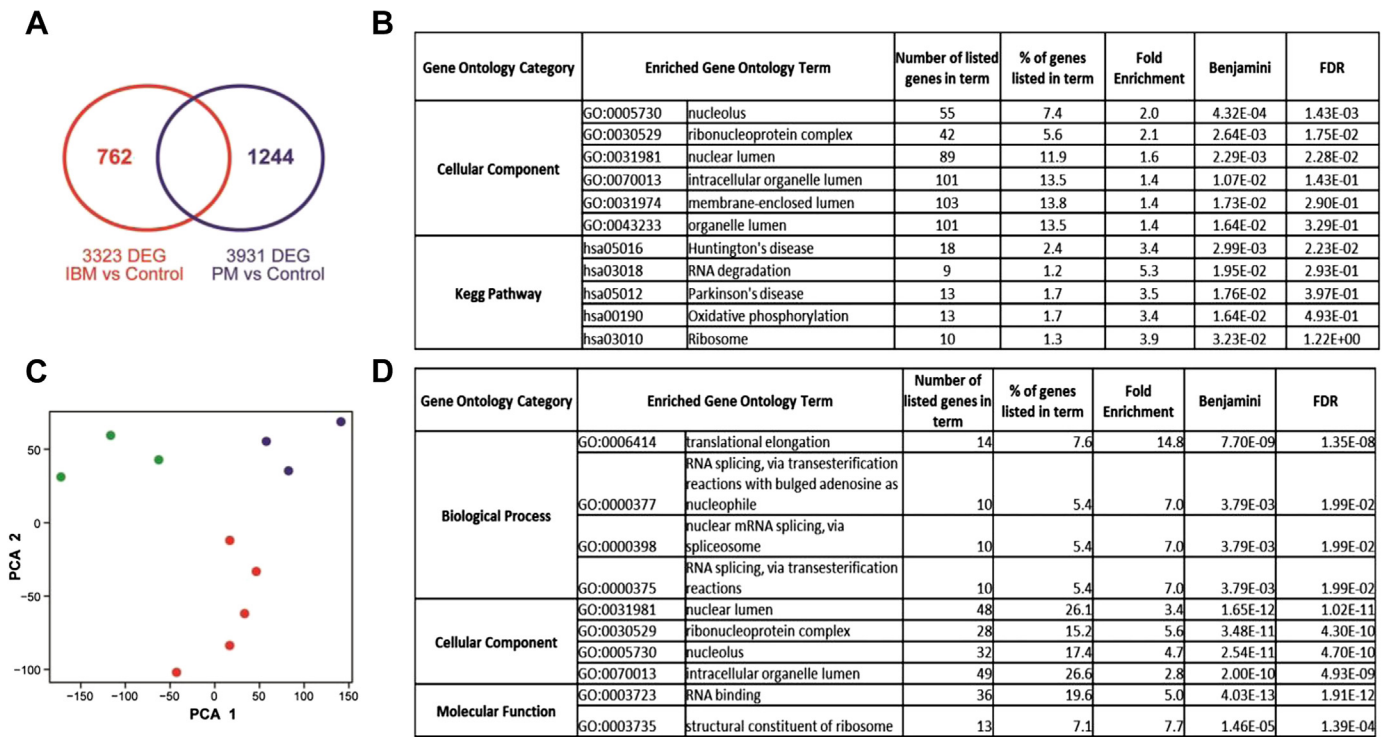 A
762
1244
3323 DEG
IBM vs Control
3931 DEG
PM vs Control
B
Gene Ontology Category Enriched Gene Ontology Term Number of listed genes in term % of genes listed in term Fold Enrichment Benjamini FDR
Cellular Component
GO:0005730 nucleolus 55 7.4 2.0 4.32E-04 1.43E-03
GO:0030529 ribonucleoprotein complex 42 5.6 2.1 2.64E-03 1.75E-02
GO:0031981 nuclear lumen 89 11.9 1.6 2.29E-03 2.28E-02
GO:0070013 intracellular organelle lumen 101 13.5 1.4 1.07E-02 1.43E-01
GO:0031974 membrane-enclosed lumen 103 13.8 1.4 1.73E-02 2.90E-01
GO:0043233 organelle lumen 101 13.5 1.4 1.64E-02 3.29E-01
Kegg Pathway
hsa05016 Huntington's disease 18 2.4 3.4 2.99E-03 2.23E-02
hsa03018 RNA degradation 9 1.2 5.3 1.95E-02 2.93E-01
hsa05012 Parkinson's disease 13 1.7 3.5 1.76E-02 3.97E-01
hsa00190 Oxidative phosphorylation 13 1.7 3.4 1.64E-02 4.93E-01
hsa03010 Ribosome 10 1.3 3.9 3.23E-02 1.22E+00
C
PCA 2
50
0
−50
−100
−150 −100 −50 0 50 100 150
PCA 1
D
Gene Ontology Category Enriched Gene Ontology Term Number of listed genes in term % of genes listed in term Fold Enrichment Benjamini FDR
Biological Process
GO:0006414 translational elongation 14 7.6 14.8 7.70E-09 1.35E-08
RNA splicing, via transesterification
reactions with bulged adenosine as
GO:0000377 nucleophile 10 5.4 7.0 3.79E-03 1.99E-02
nuclear mRNA splicing, via
GO:0000398 spliceosome 10 5.4 7.0 3.79E-03 1.99E-02
RNA splicing, via transesterification
GO:0000375 reactions 10 5.4 7.0 3.79E-03 1.99E-02
Cellular Component
GO:0031981 nuclear lumen 48 26.1 3.4 1.65E-12 1.02E-11
GO:0030529 ribonucleoprotein complex 28 15.2 5.6 3.48E-11 4.30E-10
GO:0005730 nucleolus 32 17.4 4.7 2.54E-11 4.70E-10
GO:0070013 intracellular organelle lumen 49 26.6 2.8 2.00E-10 4.93E-09
Molecular Function
GO:0003723 RNA binding 36 19.6 5.0 4.03E-13 1.91E-12
GO:0003735 structural constituent of ribosome 13 7.1 7.7 1.46E-05 1.39E-04